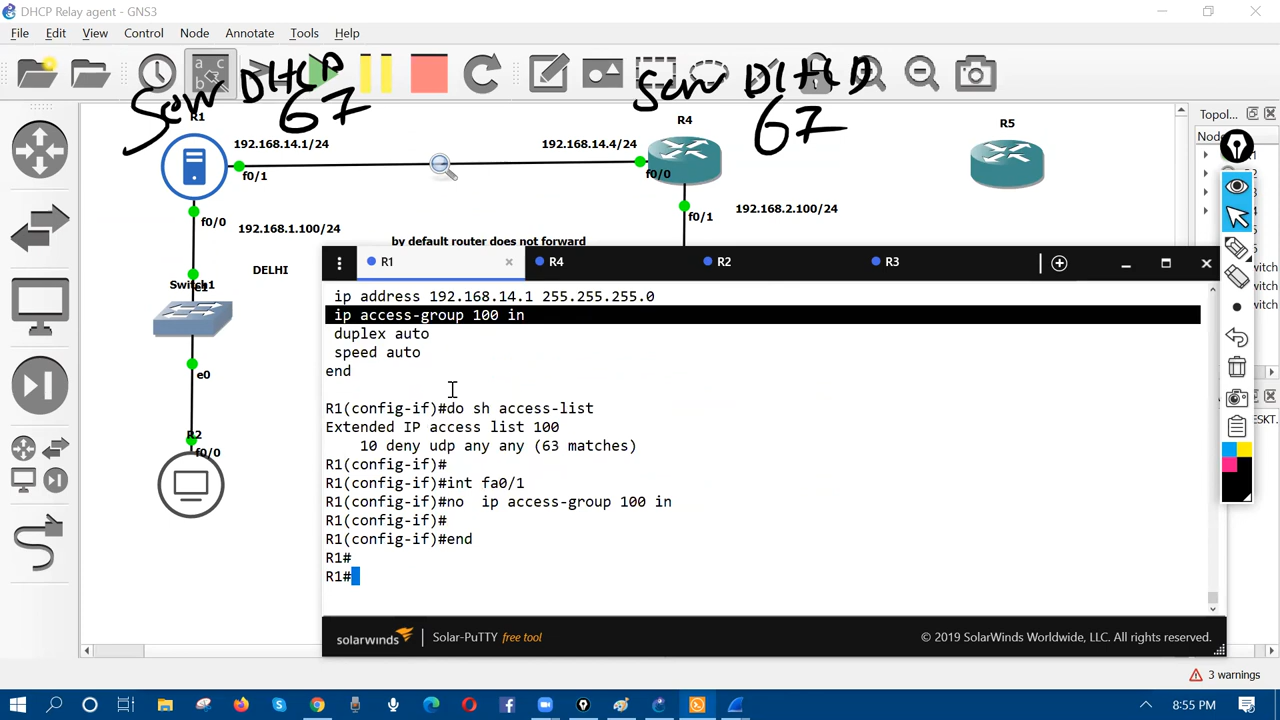 DHCP Relay agent - GNS3
File Edit View Control Node Annotate Tools Help
DHCP
67
67
R1
192.168.14.1/24
f0/1
192.168.14.4/24
R4
f0/0
R5
f0/0
192.168.1.100/24
f0/1
192.168.2.100/24
by default router does not forward
DELHI
Switch1
e1
e0
R2
f0/0
Topol...
Node
R1
R1
R4
R2
R3
ip address 192.168.14.1 255.255.255.0
ip access-group 100 in
duplex auto
speed auto
end
R1(config-if)#do sh access-list
Extended IP access list 100
10 deny udp any any (63 matches)
R1(config-if)#
R1(config-if)#int fa0/1
R1(config-if)#no  ip access-group 100 in
R1(config-if)#
R1(config-if)#end
R1#
R1#
solarwinds Solar-PuTTY free tool
© 2019 SolarWinds Worldwide, LLC. All rights reserved.
3 warnings
8:55 PM